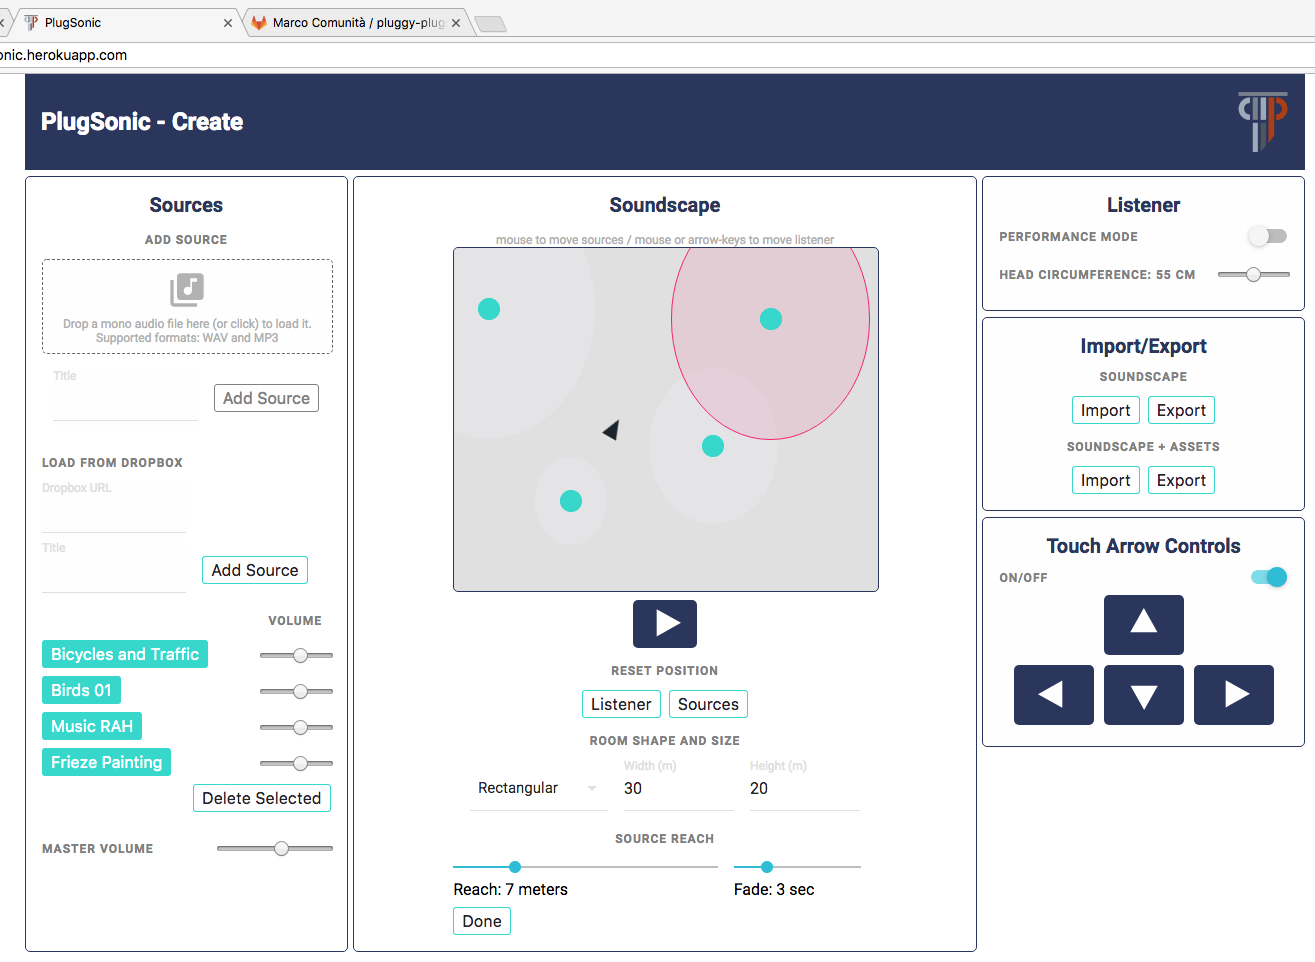 PlugSonic
Marco Comunità / pluggy-plug
onic.herokuapp.com
PlugSonic - Create
Sources
ADD SOURCE
Drop a mono audio file here (or click) to load it.
Supported formats: WAV and MP3
Title
Add Source
LOAD FROM DROPBOX
Dropbox URL
Title
Add Source
VOLUME
Bicycles and Traffic
Birds 01
Music RAH
Frieze Painting
Delete Selected
MASTER VOLUME
Soundscape
mouse to move sources / mouse or arrow-keys to move listener
RESET POSITION
Listener Sources
ROOM SHAPE AND SIZE
Width (m) Height (m)
Rectangular 30 20
SOURCE REACH
Reach: 7 meters Fade: 3 sec
Done
Listener
PERFORMANCE MODE
HEAD CIRCUMFERENCE: 55 CM
Import/Export
SOUNDSCAPE
Import Export
SOUNDSCAPE + ASSETS
Import Export
Touch Arrow Controls
ON/OFF